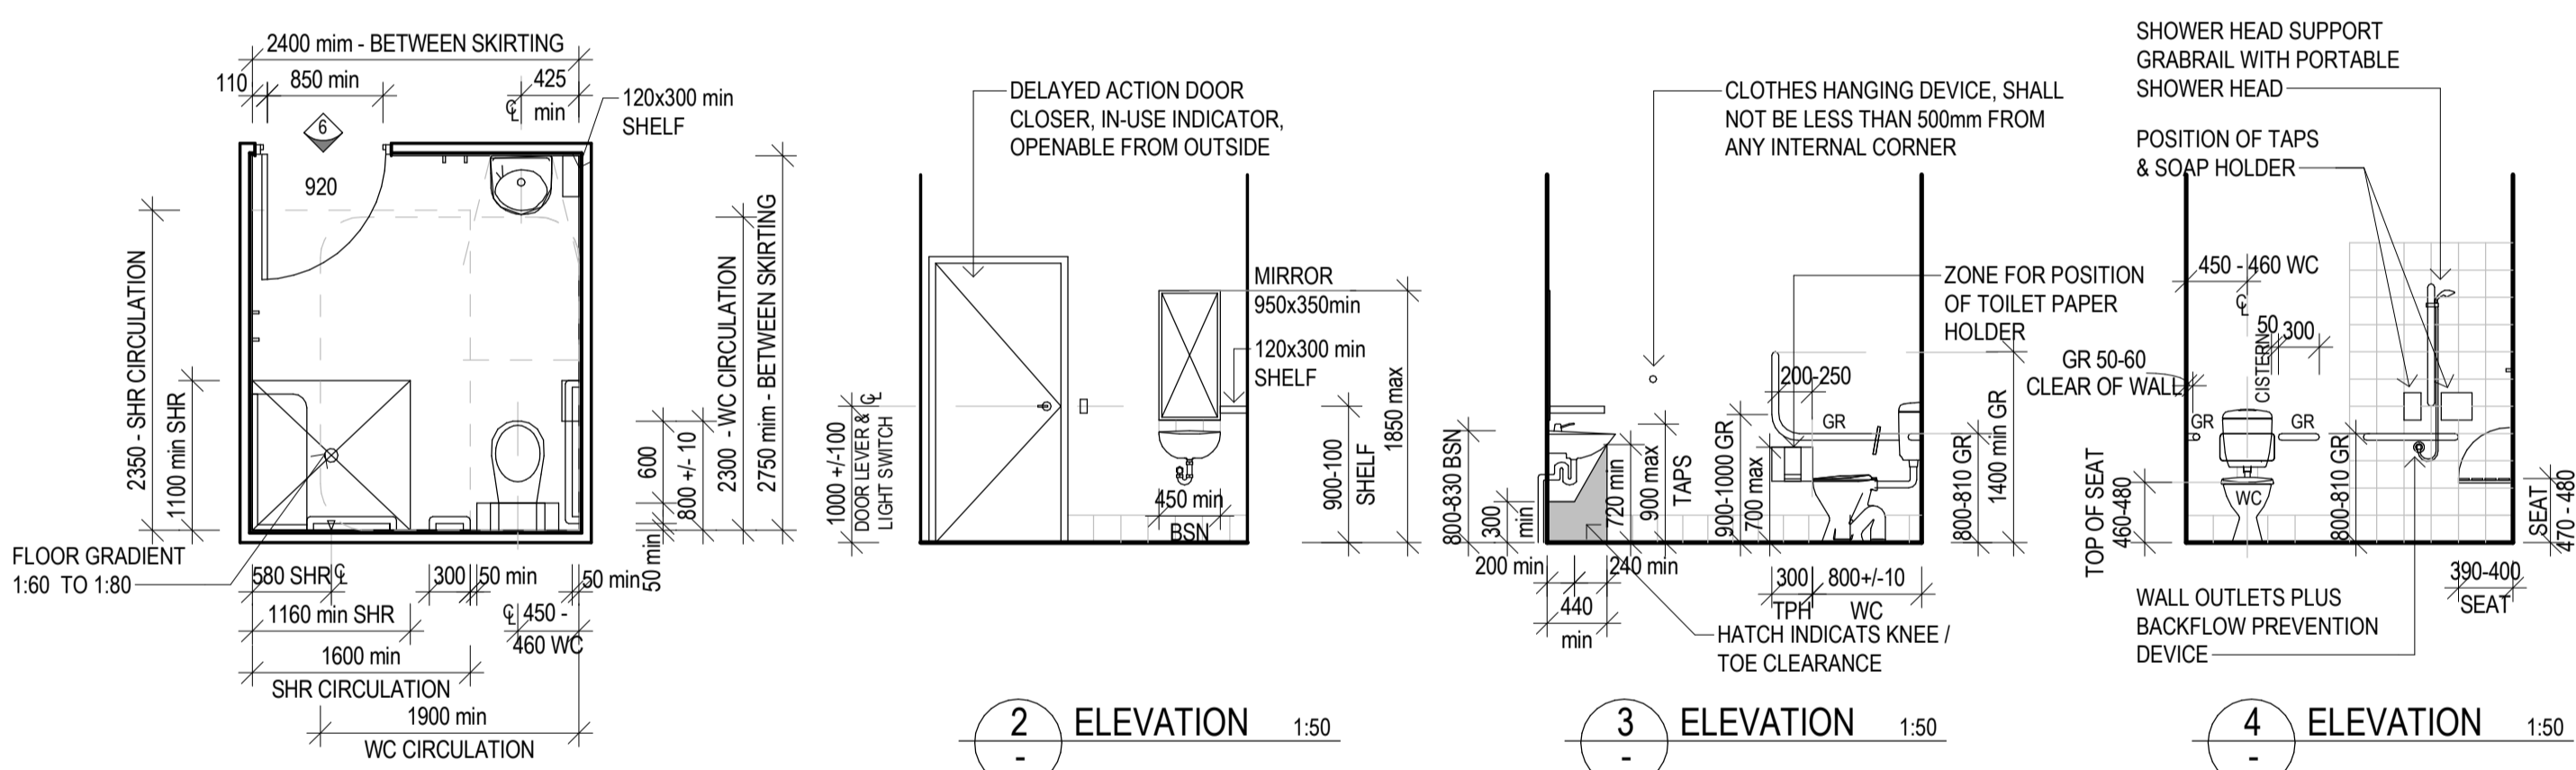 2400 mim - BETWEEN SKIRTING
110
850 min
425
min
℄
120x300 min
SHELF
6
920
2350 - SHR CIRCULATION
1100 min SHR
600
800 +/- 10
2300 - WC CIRCULATION
2750 mim - BETWEEN SKIRTING
50 min
FLOOR GRADIENT
1:60 TO 1:80
580 SHR ℄
300
50 min
50 min
1160 min SHR
℄ 450 -
460 WC
1600 min
SHR CIRCULATION
1900 min
WC CIRCULATION
DELAYED ACTION DOOR
CLOSER, IN-USE INDICATOR,
OPENABLE FROM OUTSIDE
MIRROR
950x350min
120x300 min
SHELF
1000 +/-100
DOOR LEVER & ℄
LIGHT SWITCH
450 min
BSN
900-100
SHELF
1850 max
2 ELEVATION 1:50
-
CLOTHES HANGING DEVICE, SHALL
NOT BE LESS THAN 500mm FROM
ANY INTERNAL CORNER
ZONE FOR POSITION
OF TOILET PAPER
HOLDER
200-250
GR
800-830 BSN
300
min
720 min
900 max
TAPS
900-1000 GR
700 max
800-810 GR
1400 min GR
200 min
240 min
440
min
300
TPH
800+/-10
WC
HATCH INDICATS KNEE /
TOE CLEARANCE
3 ELEVATION 1:50
-
SHOWER HEAD SUPPORT
GRABRAIL WITH PORTABLE
SHOWER HEAD
POSITION OF TAPS
& SOAP HOLDER
450 - 460 WC
℄
50
300
CISTERN
GR 50-60
CLEAR OF WALL
GR
GR
WC
TOP OF SEAT
460-480
800-810 GR
SEAT
470 - 480
390-400
SEAT
WALL OUTLETS PLUS
BACKFLOW PREVENTION
DEVICE
4 ELEVATION 1:50
-